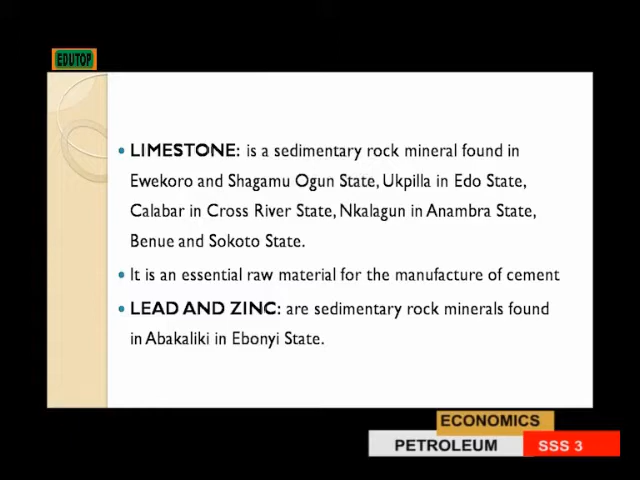 EDUTOP
• LIMESTONE: is a sedimentary rock mineral found in
Ewekoro and Shagamu Ogun State, Ukpilla in Edo State,
Calabar in Cross River State, Nkalagun in Anambra State,
Benue and Sokoto State.
• It is an essential raw material for the manufacture of cement
• LEAD AND ZINC: are sedimentary rock minerals found
in Abakaliki in Ebonyi State.
ECONOMICS
PETROLEUM SSS 3